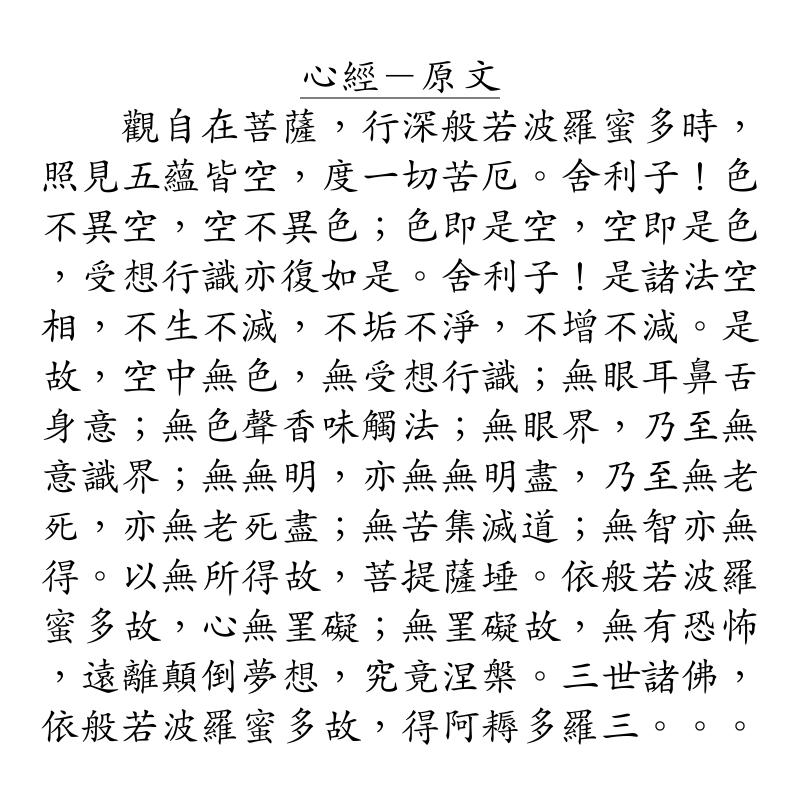 心經－原文
　　觀自在菩薩，行深般若波羅蜜多時，
照見五蘊皆空，度一切苦厄。舍利子！色
不異空，空不異色；色即是空，空即是色
，受想行識亦復如是。舍利子！是諸法空
相，不生不滅，不垢不淨，不增不減。是
故，空中無色，無受想行識；無眼耳鼻舌
身意；無色聲香味觸法；無眼界，乃至無
意識界；無無明，亦無無明盡，乃至無老
死，亦無老死盡；無苦集滅道；無智亦無
得。以無所得故，菩提薩埵。依般若波羅
蜜多故，心無罣礙；無罣礙故，無有恐怖
，遠離顛倒夢想，究竟涅槃。三世諸佛，
依般若波羅蜜多故，得阿耨多羅三。。。